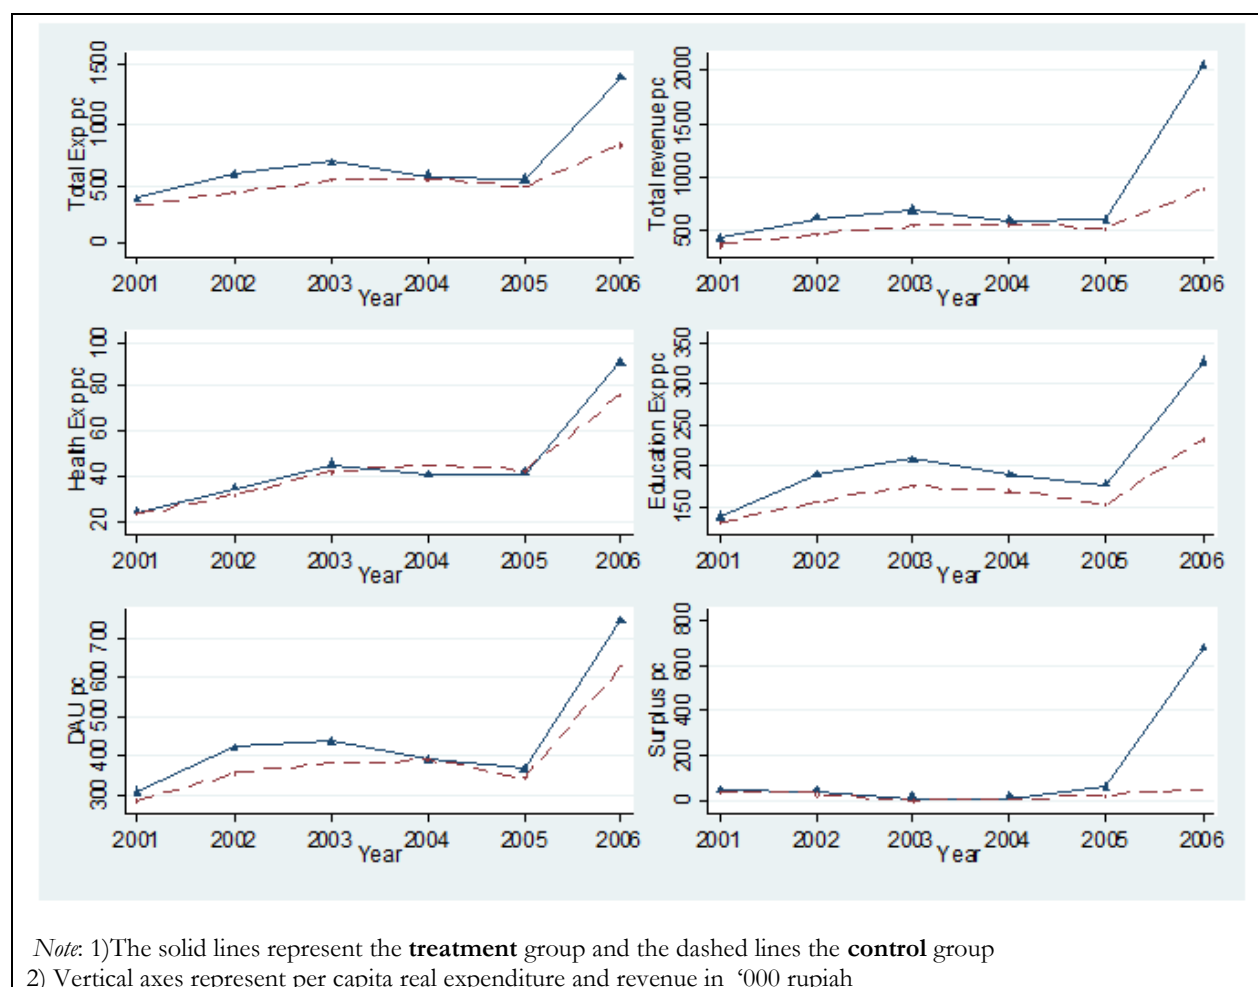 Total Exp pc
1500
1000
500
0
2001 2002 2003 2004 2005 2006
Year
Total revenue pc
2000
1500
1000
500
2001 2002 2003 2004 2005 2006
Year
Health Exp pc
100
80
60
40
20
2001 2002 2003 2004 2005 2006
Year
Education Exp pc
350
300
250
200
150
2001 2002 2003 2004 2005 2006
Year
DAU pc
700
600
500
400
300
2001 2002 2003 2004 2005 2006
Year
Surplus pc
800
600
400
200
0
2001 2002 2003 2004 2005 2006
Year
Note: 1)The solid lines represent the treatment group and the dashed lines the control group
2) Vertical axes represent per capita real expenditure and revenue in ‘000 rupiah